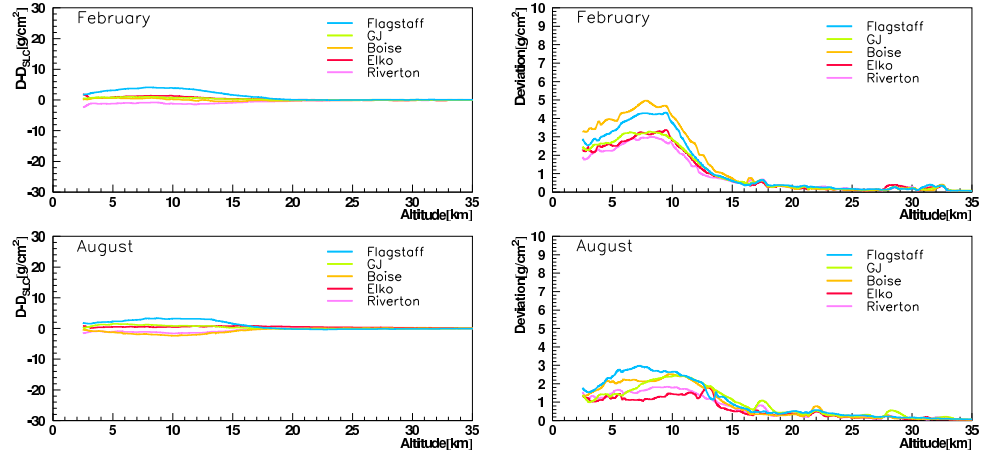 February
D-D_SLC[g/cm²]
30
20
10
0
-10
-20
-30
Flagstaff
GJ
Boise
Elko
Riverton
0 5 10 15 20 25 30 35
Altitude[km]
February
Deviation[g/cm²]
10
9
8
7
6
5
4
3
2
1
0
Flagstaff
GJ
Boise
Elko
Riverton
0 5 10 15 20 25 30 35
Altitude[km]
August
D-D_SLC[g/cm²]
30
20
10
0
-10
-20
-30
Flagstaff
GJ
Boise
Elko
Riverton
0 5 10 15 20 25 30 35
Altitude[km]
August
Deviation[g/cm²]
10
9
8
7
6
5
4
3
2
1
0
Flagstaff
GJ
Boise
Elko
Riverton
0 5 10 15 20 25 30 35
Altitude[km]